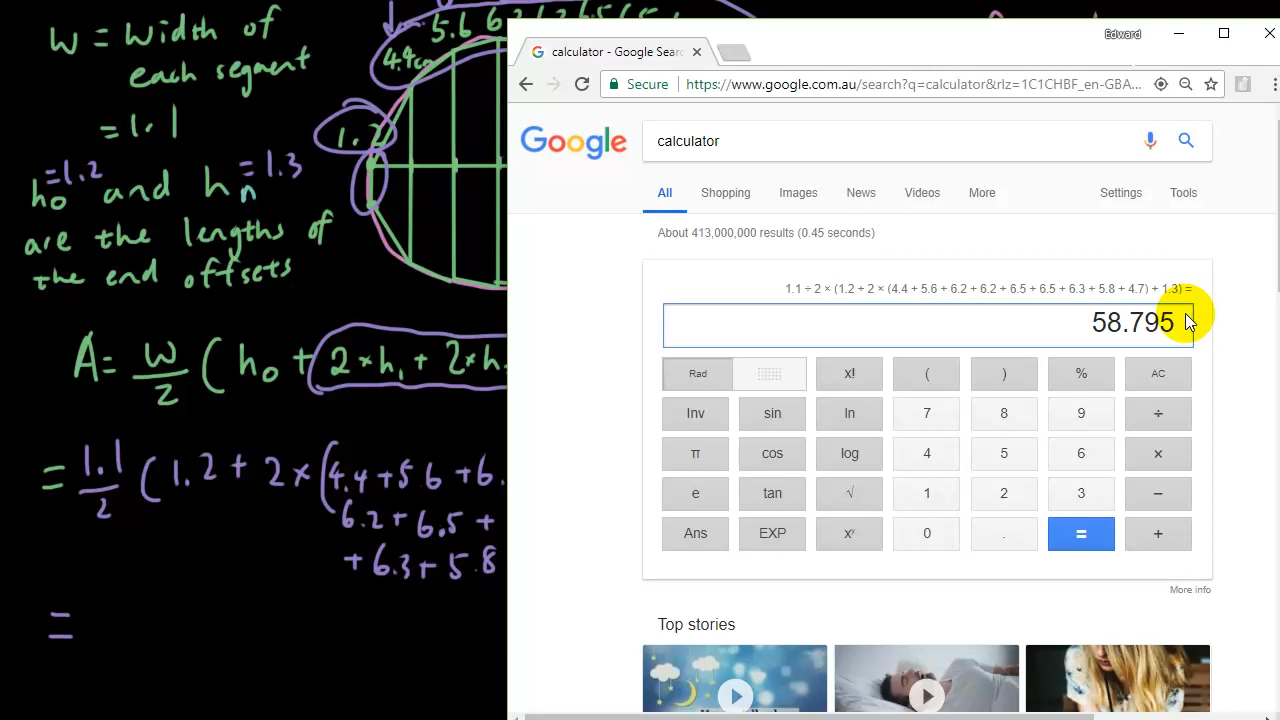 w = width of
each segment
= 1.1
h0 =1.2 and hn =1.3
are the lengths of
the end offsets
5.6
4.4cm
1.2
A = w/2 ( h0 + 2×h1 + 2×h
= 1.1/2 ( 1.2 + 2×(4.4+5 6 +6.
6.2+ 6.5 +
+ 6.3+ 5.8
=
Edward
calculator - Google Searc
Secure
https://www.google.com.au/search?q=calculator&rlz=1C1CHBF_en-GBA...
Google
calculator
All
Shopping
Images
News
Videos
More
Settings
Tools
About 413,000,000 results (0.45 seconds)
1.1 ÷ 2 × (1.2 + 2 × (4.4 + 5.6 + 6.2 + 6.2 + 6.5 + 6.5 + 6.3 + 5.8 + 4.7) + 1.3) =
58.795
Rad
x!
(
)
%
AC
Inv
sin
ln
7
8
9
÷
π
cos
log
4
5
6
×
e
tan
√
1
2
3
−
Ans
EXP
xʸ
0
.
=
+
More info
Top stories